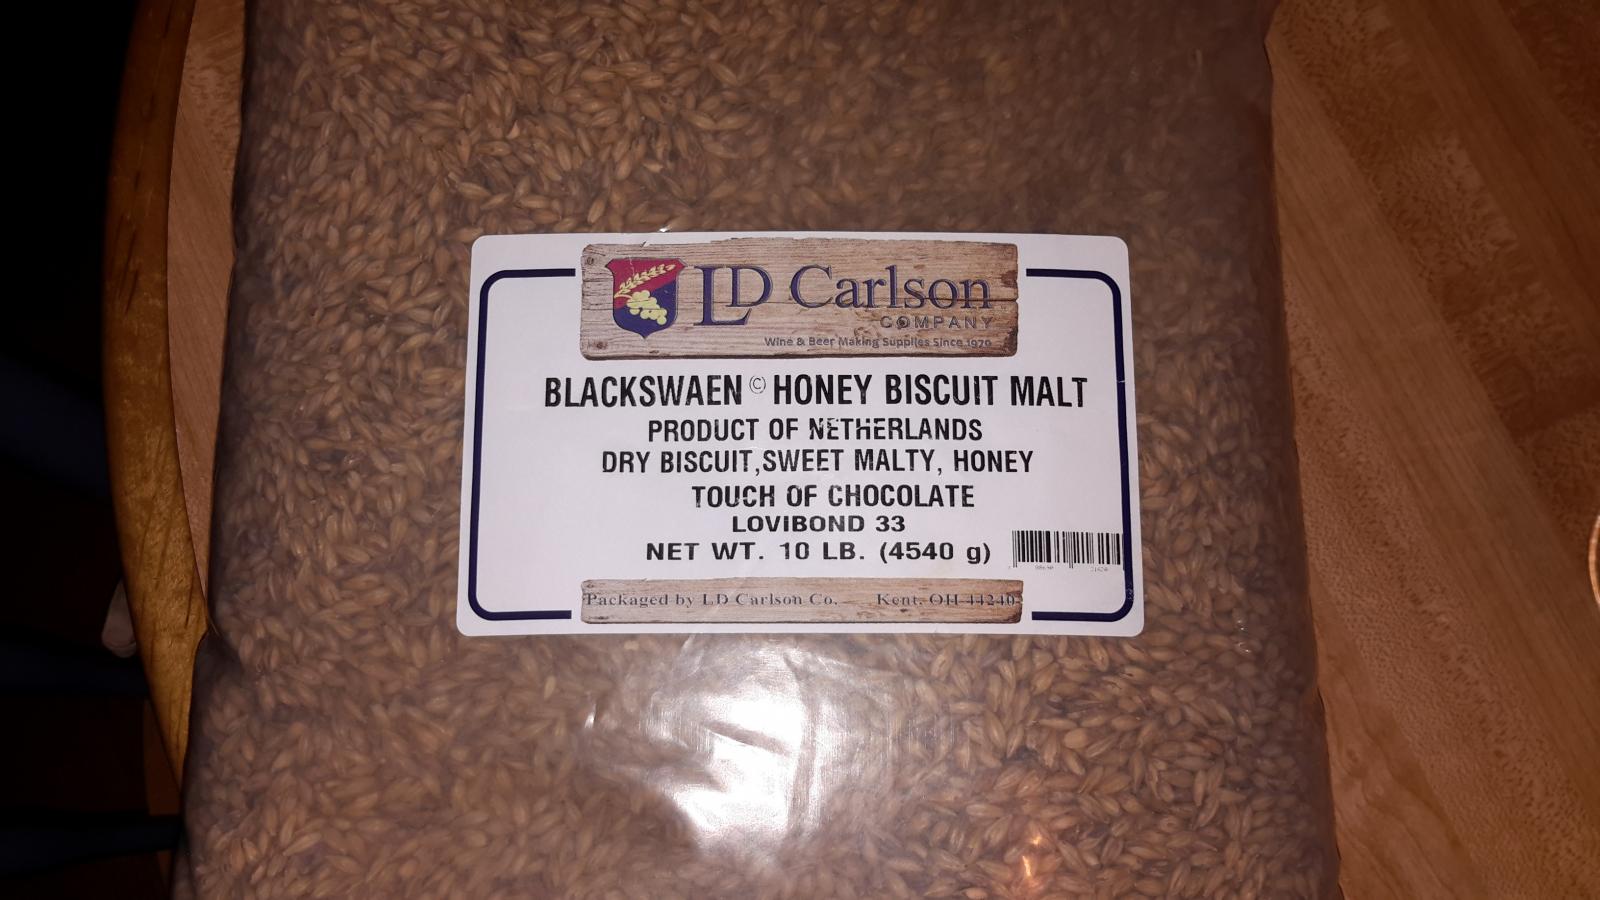 LD Carlson
COMPANY
Wine & Beer Making Supplies Since 1970
BLACKSWAEN © HONEY BISCUIT MALT
PRODUCT OF NETHERLANDS
DRY BISCUIT,SWEET MALTY, HONEY
TOUCH OF CHOCOLATE
LOVIBOND 33
NET WT. 10 LB. (4540 g)
Packaged by LD Carlson Co. Kent, OH 44240